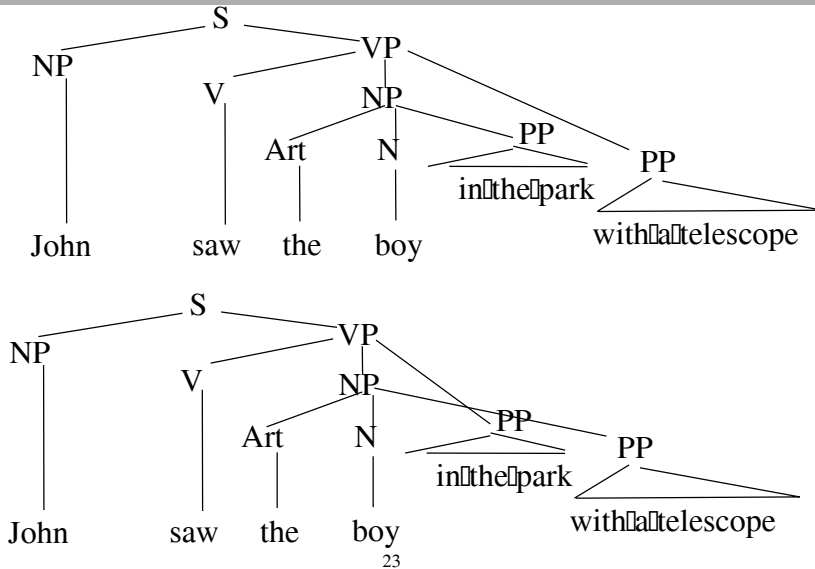 S
NP VP
V NP
Art N PP PP
in the park
with a telescope
John saw the boy
S
NP VP
V NP
Art N PP PP
in the park
with a telescope
John saw the boy
23